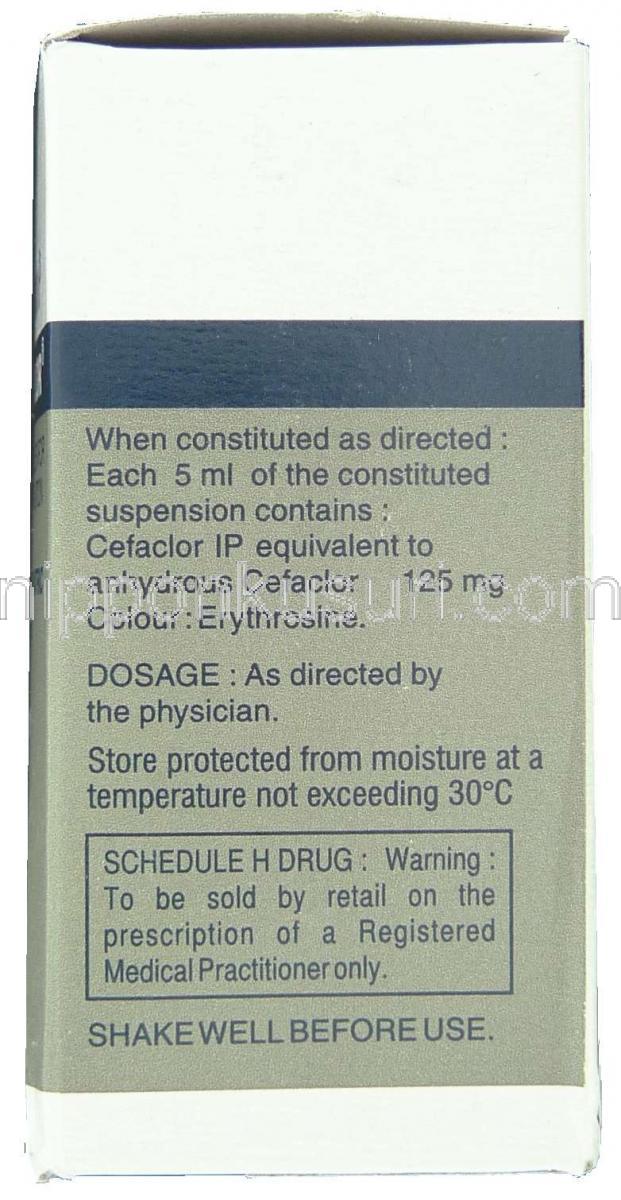 When constituted as directed :
Each 5 ml of the constituted
suspension contains :
Cefaclor IP equivalent to
anhydrous Cefaclor 125 mg
Colour : Erythrosine.
nipponkusuri.com
DOSAGE : As directed by
the physician.
Store protected from moisture at a
temperature not exceeding 30°C
SCHEDULE H DRUG : Warning :
To be sold by retail on the
prescription of a Registered
Medical Practitioner only.
SHAKE WELL BEFORE USE.